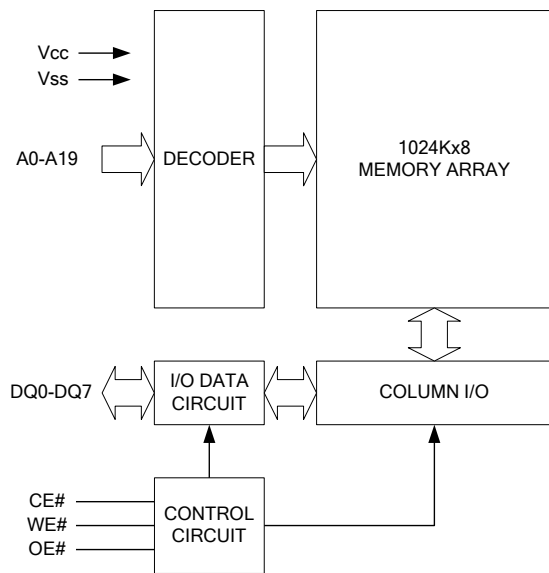 Vcc
Vss
A0-A19
DECODER
1024Kx8
MEMORY ARRAY
DQ0-DQ7
I/O DATA
CIRCUIT
COLUMN I/O
CE#
WE#
OE#
CONTROL
CIRCUIT